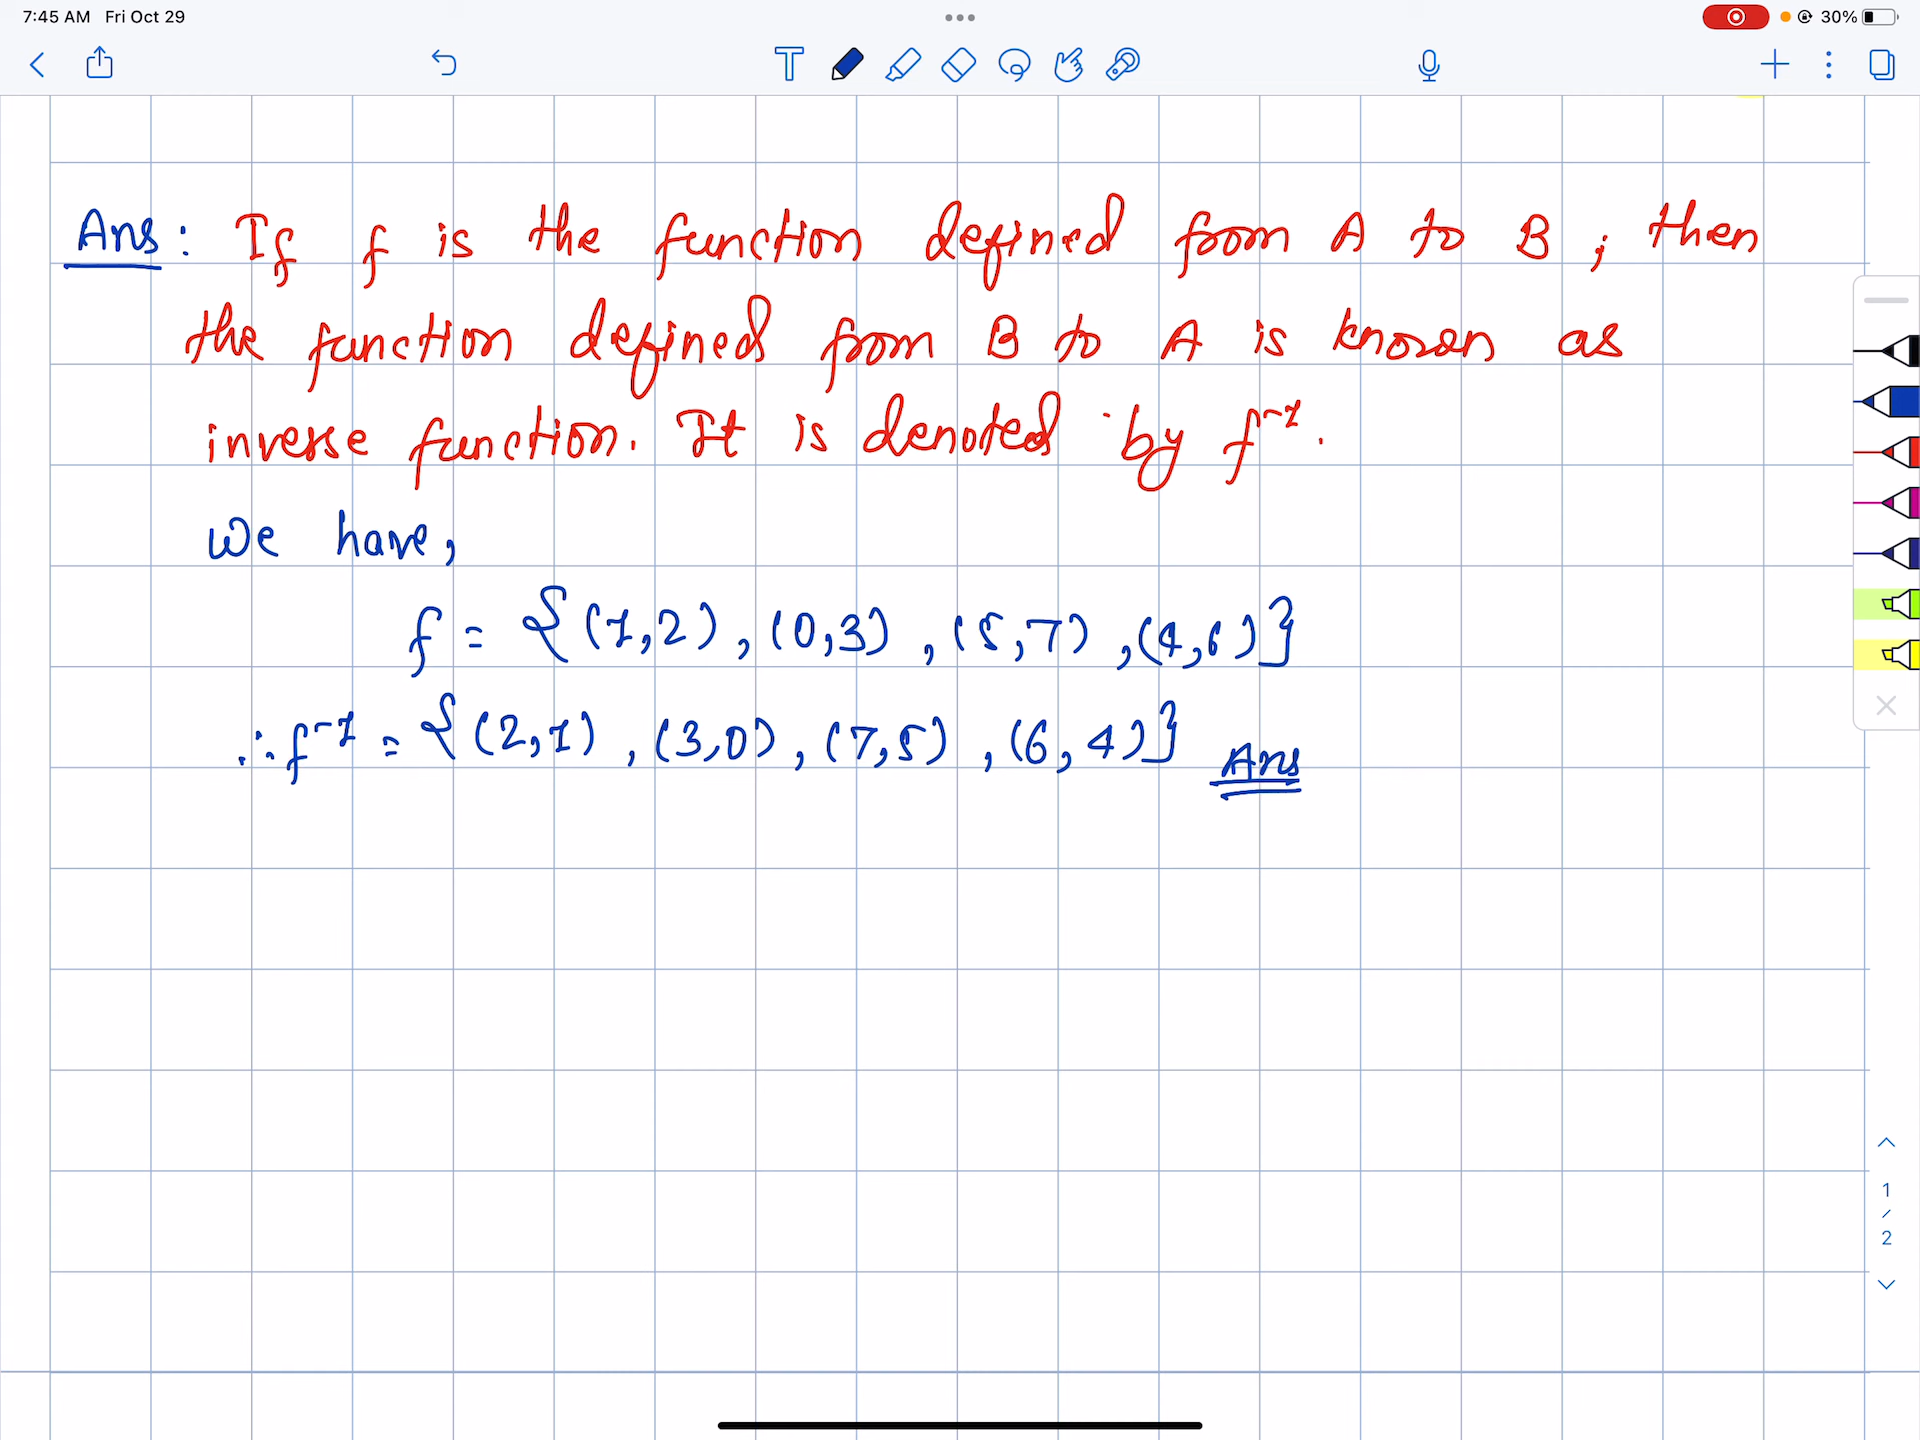 7:45 AM Fri Oct 29
30%
Ans : If f is the function defined from A to B ; then
the function defined from B to A is known as
inverse function. It is denoted by f⁻¹.
We have,
f = {(1,2), (0,3), (5,7), (4,6)}
∴ f⁻¹ = {(2,1), (3,0), (7,5), (6,4)} Ans
1
/
2